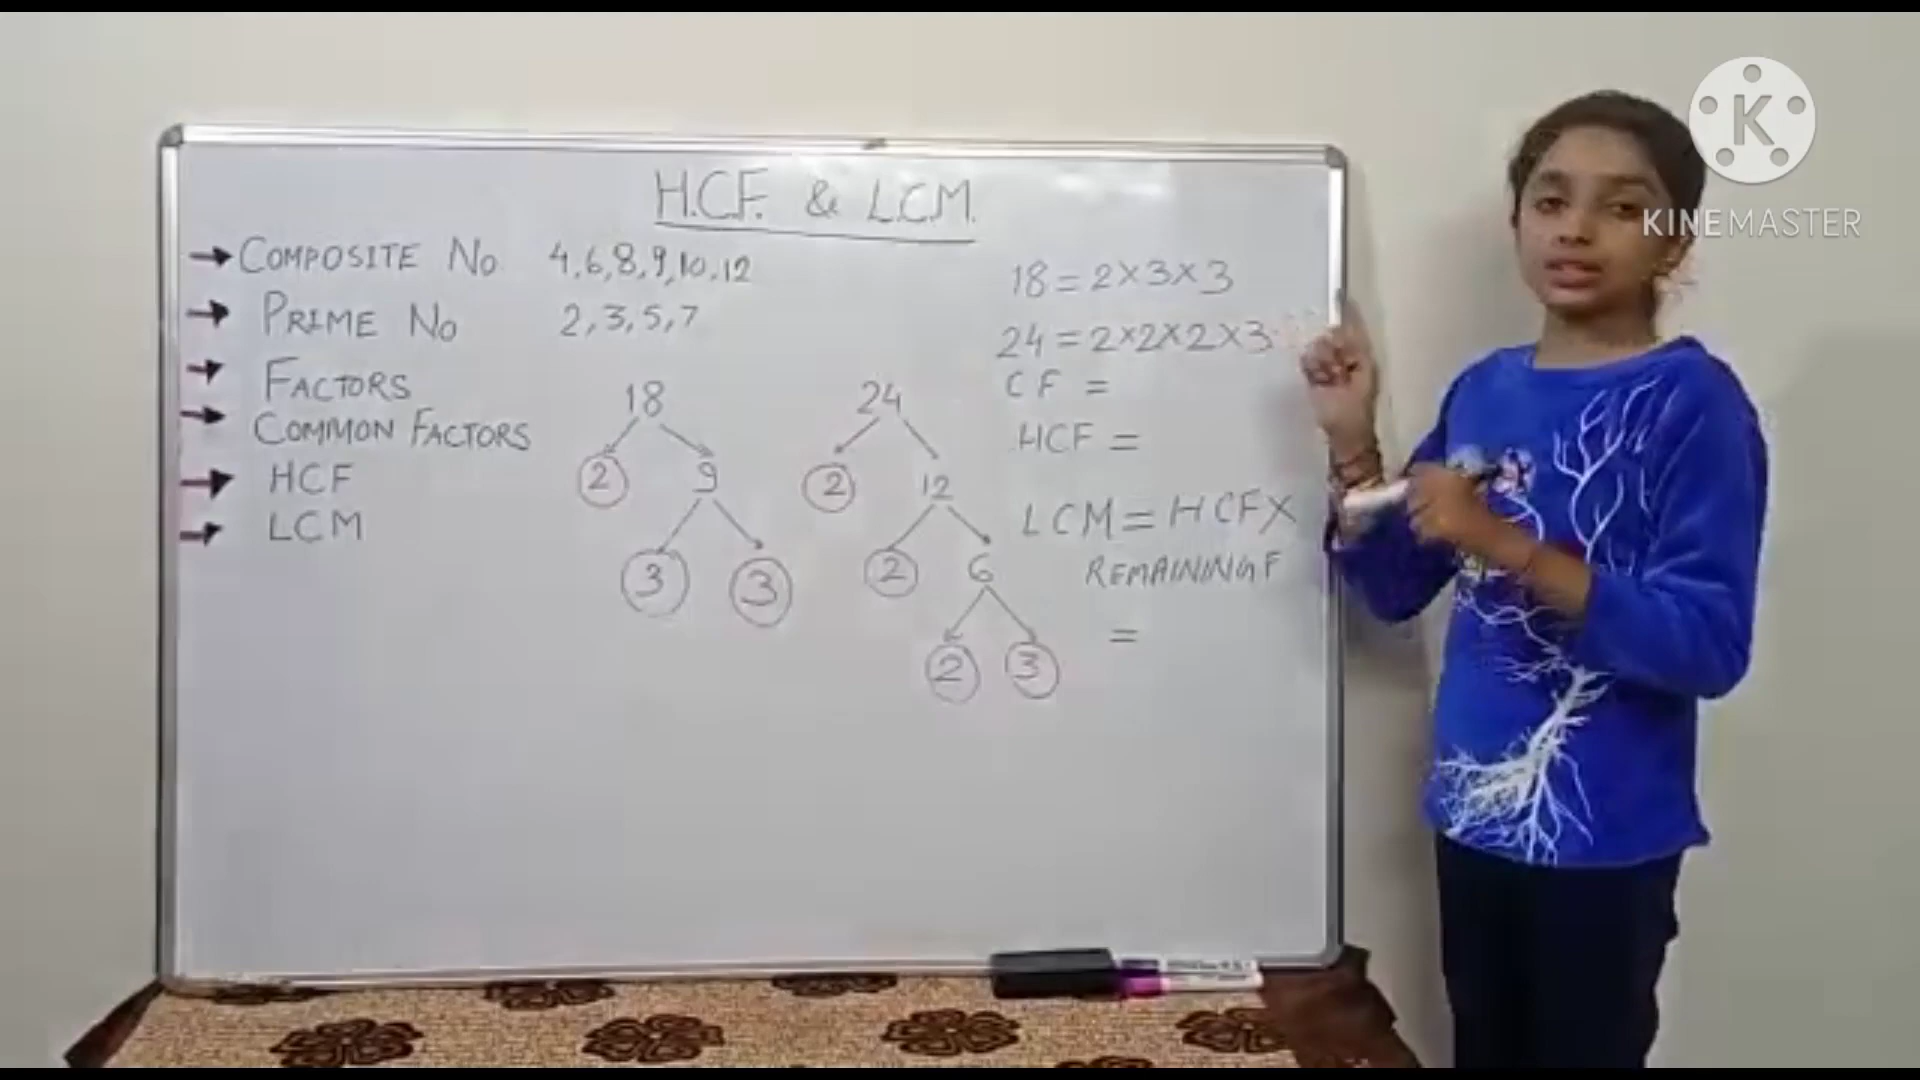 H.C.F. & L.C.M.
COMPOSITE NO 4,6,8,9,10,12
PRIME NO 2,3,5,7
FACTORS
COMMON FACTORS
HCF
LCM
18
2 9
3 3
24
2 12
2 6
2 3
18 = 2×3×3
24 = 2×2×2×3
CF =
HCF =
LCM = HCF×
REMAINING F
=
K
KINEMASTER